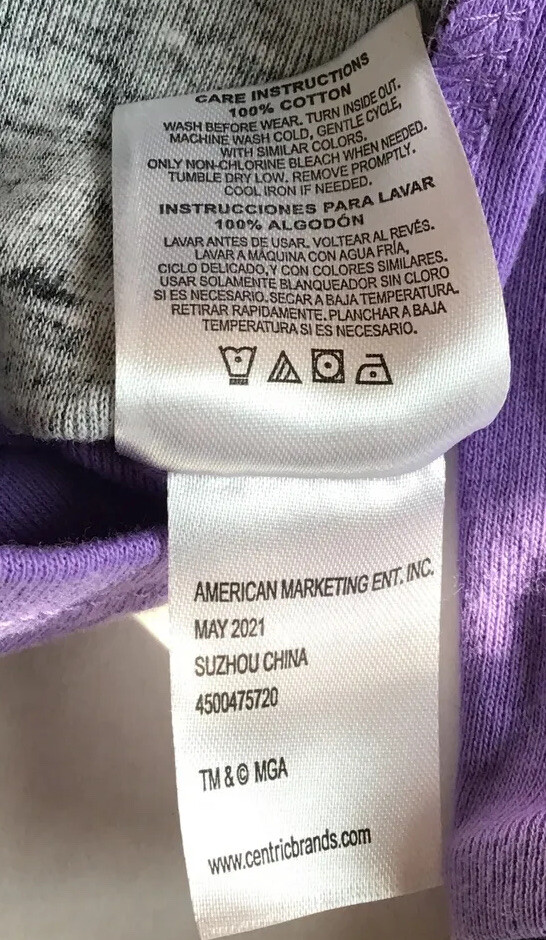 CARE INSTRUCTIONS
100% COTTON
WASH BEFORE WEAR. TURN INSIDE OUT.
MACHINE WASH COLD, GENTLE CYCLE,
WITH SIMILAR COLORS.
ONLY NON-CHLORINE BLEACH WHEN NEEDED.
TUMBLE DRY LOW. REMOVE PROMPTLY.
COOL IRON IF NEEDED.
INSTRUCCIONES PARA LAVAR
100% ALGODÓN
LAVAR ANTES DE USAR. VOLTEAR AL REVÉS.
LAVAR A MÁQUINA CON AGUA FRÍA,
CICLO DELICADO,Y CON COLORES SIMILARES.
USAR SOLAMENTE BLANQUEADOR SIN CLORO
SI ES NECESARIO.SECAR A BAJA TEMPERATURA.
RETIRAR RAPIDAMENTE.PLANCHAR A BAJA
TEMPERATURA SI ES NECESARIO.
AMERICAN MARKETING ENT. INC.
MAY 2021
SUZHOU CHINA
4500475720
TM & © MGA
www.centricbrands.com